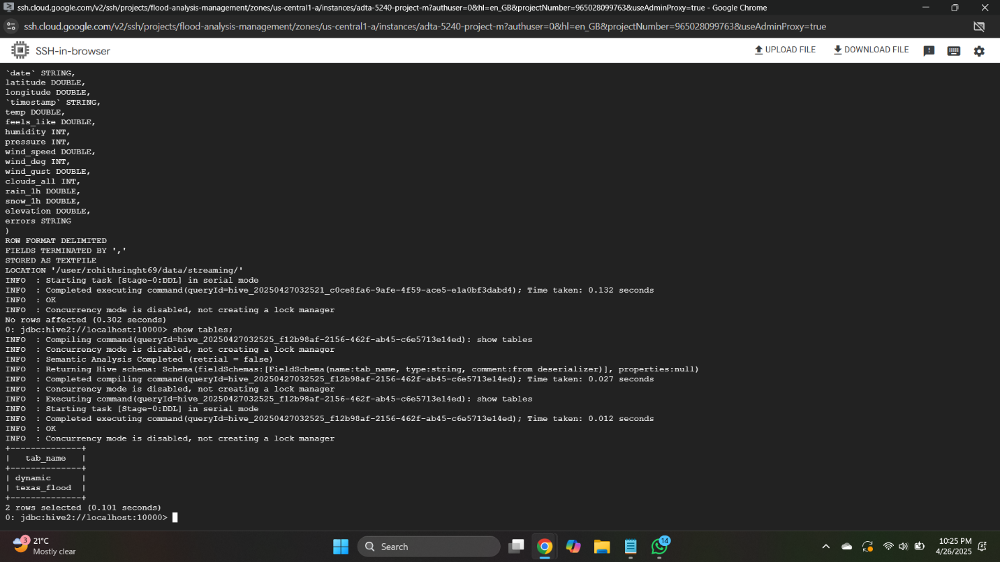 ssh.cloud.google.com/v2/ssh/projects/flood-analysis-management/zones/us-central1-a/instances/adta-5240-project-m?authuser=0&hl=en_GB&projectNumber=965028099763&useAdminProxy=true - Google Chrome
ssh.cloud.google.com/v2/ssh/projects/flood-analysis-management/zones/us-central1-a/instances/adta-5240-project-m?authuser=0&hl=en_GB&projectNumber=965028099763&useAdminProxy=true
SSH-in-browser
UPLOAD FILE
DOWNLOAD FILE
`date` STRING,
latitude DOUBLE,
longitude DOUBLE,
`timestamp` STRING,
temp DOUBLE,
feels_like DOUBLE,
humidity INT,
pressure INT,
wind_speed DOUBLE,
wind_deg INT,
wind_gust DOUBLE,
clouds_all INT,
rain_1h DOUBLE,
snow_1h DOUBLE,
elevation DOUBLE,
errors STRING
)
ROW FORMAT DELIMITED
FIELDS TERMINATED BY ','
STORED AS TEXTFILE
LOCATION '/user/rohithsinght69/data/streaming/'
INFO  : Starting task [Stage-0:DDL] in serial mode
INFO  : Completed executing command(queryId=hive_20250427032521_c0ce8fa6-9afe-4f59-ace5-e1a0bf3dabd4); Time taken: 0.132 seconds
INFO  : OK
INFO  : Concurrency mode is disabled, not creating a lock manager
No rows affected (0.302 seconds)
0: jdbc:hive2://localhost:10000> show tables;
INFO  : Compiling command(queryId=hive_20250427032525_f12b98af-2156-462f-ab45-c6e5713e14ed): show tables
INFO  : Concurrency mode is disabled, not creating a lock manager
INFO  : Semantic Analysis Completed (retrial = false)
INFO  : Returning Hive schema: Schema(fieldSchemas:[FieldSchema(name:tab_name, type:string, comment:from deserializer)], properties:null)
INFO  : Completed compiling command(queryId=hive_20250427032525_f12b98af-2156-462f-ab45-c6e5713e14ed); Time taken: 0.027 seconds
INFO  : Concurrency mode is disabled, not creating a lock manager
INFO  : Executing command(queryId=hive_20250427032525_f12b98af-2156-462f-ab45-c6e5713e14ed): show tables
INFO  : Starting task [Stage-0:DDL] in serial mode
INFO  : Completed executing command(queryId=hive_20250427032525_f12b98af-2156-462f-ab45-c6e5713e14ed); Time taken: 0.012 seconds
INFO  : OK
INFO  : Concurrency mode is disabled, not creating a lock manager
+--------------+
|   tab_name   |
+--------------+
| dynamic      |
| texas_flood  |
+--------------+
2 rows selected (0.101 seconds)
0: jdbc:hive2://localhost:10000>
3
21°C
Mostly clear
Search
14
10:25 PM
4/26/2025